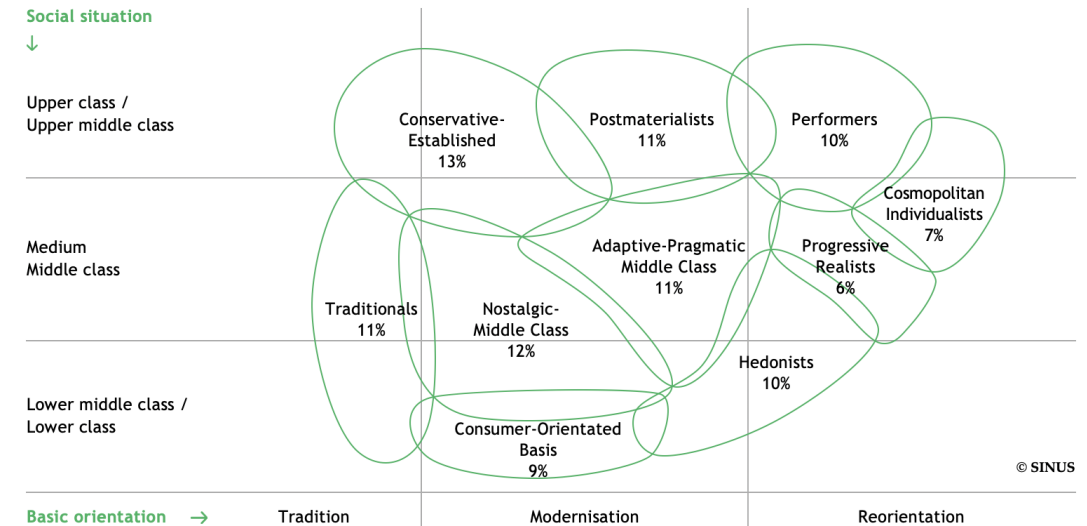 Social situation
↓
Upper class /
Upper middle class
Conservative-
Established
13%
Postmaterialists
11%
Performers
10%
Cosmopolitan
Individualists
7%
Medium
Middle class
Adaptive-Pragmatic
Middle Class
11%
Progressive
Realists
6%
Traditionals
11%
Nostalgic-
Middle Class
12%
Hedonists
10%
Lower middle class /
Lower class
Consumer-Orientated
Basis
9%
© SINUS
Basic orientation →
Tradition
Modernisation
Reorientation